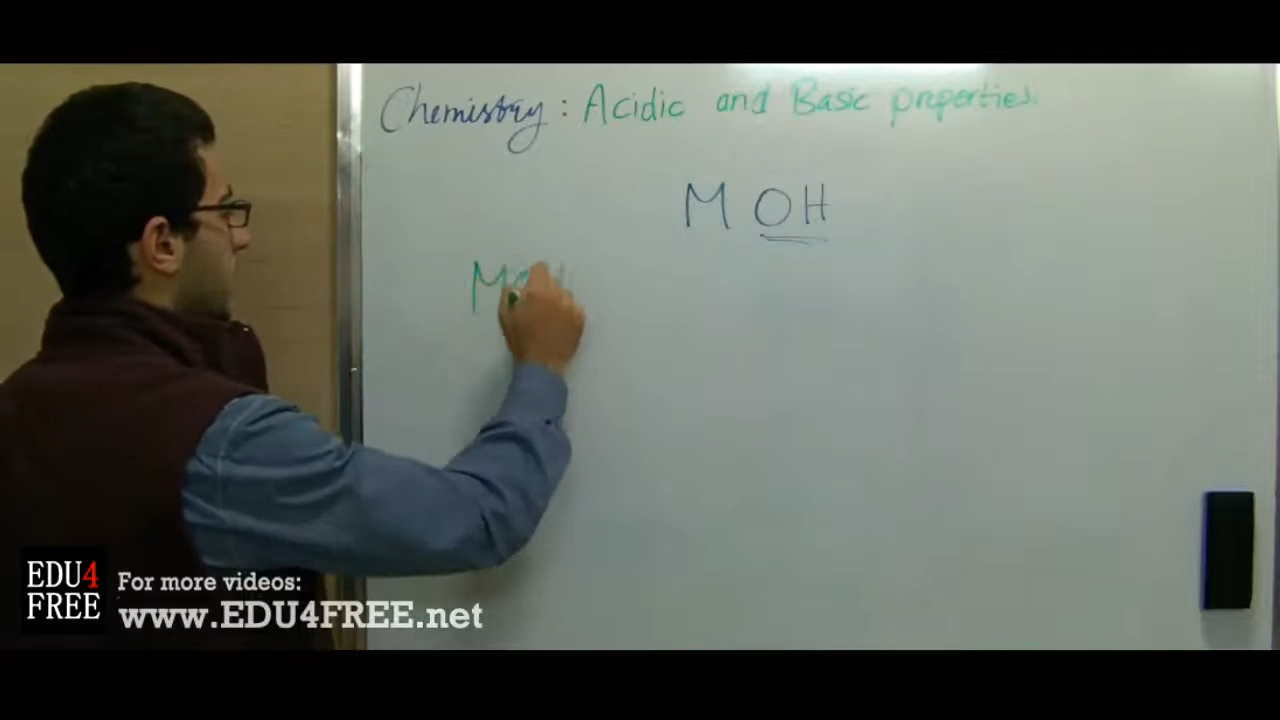 Chemistry: Acidic and Basic properties.
M OH
M
EDU4
FREE
For more videos:
www.EDU4FREE.net